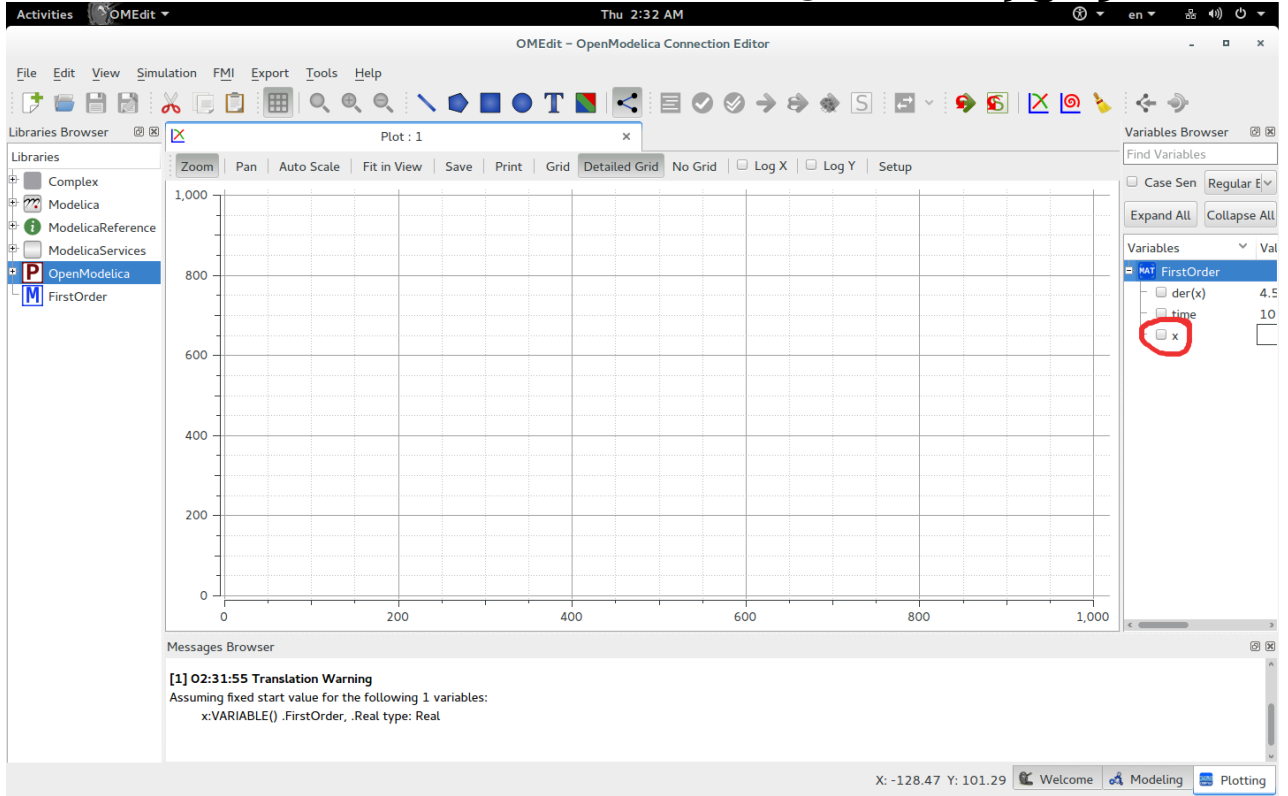 Activities OMEdit Thu 2:32 AM en
OMEdit – OpenModelica Connection Editor
File Edit View Simulation FMI Export Tools Help
T S S
Libraries Browser
Plot : 1
Variables Browser
Libraries
Find Variables
Zoom Pan Auto Scale Fit in View Save Print Grid Detailed Grid No Grid Log X Log Y Setup
Complex
Case Sen Regular E
Modelica
1,000
ModelicaReference
Expand All Collapse All
ModelicaServices
Variables Val
P OpenModelica
800
MAT FirstOrder
M FirstOrder
der(x) 4.5
time 10
x
600
400
200
0
0 200 400 600 800 1,000
Messages Browser
[1] 02:31:55 Translation Warning
Assuming fixed start value for the following 1 variables:
x:VARIABLE() .FirstOrder, .Real type: Real
X: -128.47 Y: 101.29 Welcome Modeling Plotting